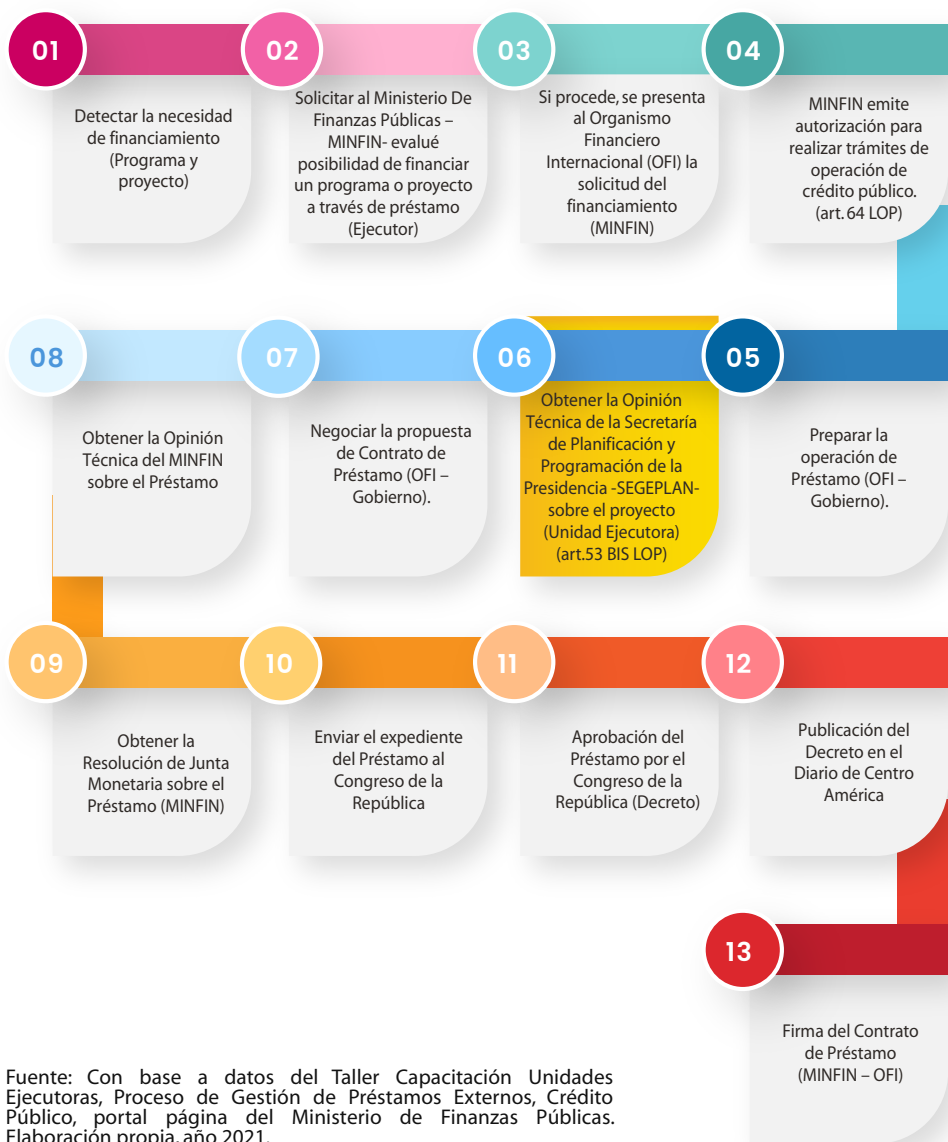 01
Detectar la necesidad
de financiamiento
(Programa y
proyecto)
02
Solicitar al Ministerio De
Finanzas Públicas –
MINFIN- evalué
posibilidad de financiar
un programa o proyecto
a través de préstamo
(Ejecutor)
03
Si procede, se presenta
al Organismo
Financiero
Internacional (OFI) la
solicitud del
financiamiento
(MINFIN)
04
MINFIN emite
autorización para
realizar trámites de
operación de
crédito público.
(art. 64 LOP)
05
Preparar la
operación de
Préstamo (OFI –
Gobierno).
06
Obtener la Opinión
Técnica de la Secretaría
de Planificación y
Programación de la
Presidencia -SEGEPLAN-
sobre el proyecto
(Unidad Ejecutora)
(art.53 BIS LOP)
07
Negociar la propuesta
de Contrato de
Préstamo (OFI –
Gobierno).
08
Obtener la Opinión
Técnica del MINFIN
sobre el Préstamo
09
Obtener la
Resolución de Junta
Monetaria sobre el
Préstamo (MINFIN)
10
Enviar el expediente
del Préstamo al
Congreso de la
República
11
Aprobación del
Préstamo por el
Congreso de la
República (Decreto)
12
Publicación del
Decreto en el
Diario de Centro
América
13
Firma del Contrato
de Préstamo
(MINFIN – OFI)
Fuente: Con base a datos del Taller Capacitación Unidades
Ejecutoras, Proceso de Gestión de Préstamos Externos, Crédito
Público, portal página del Ministerio de Finanzas Públicas.
Elaboración propia, año 2021.